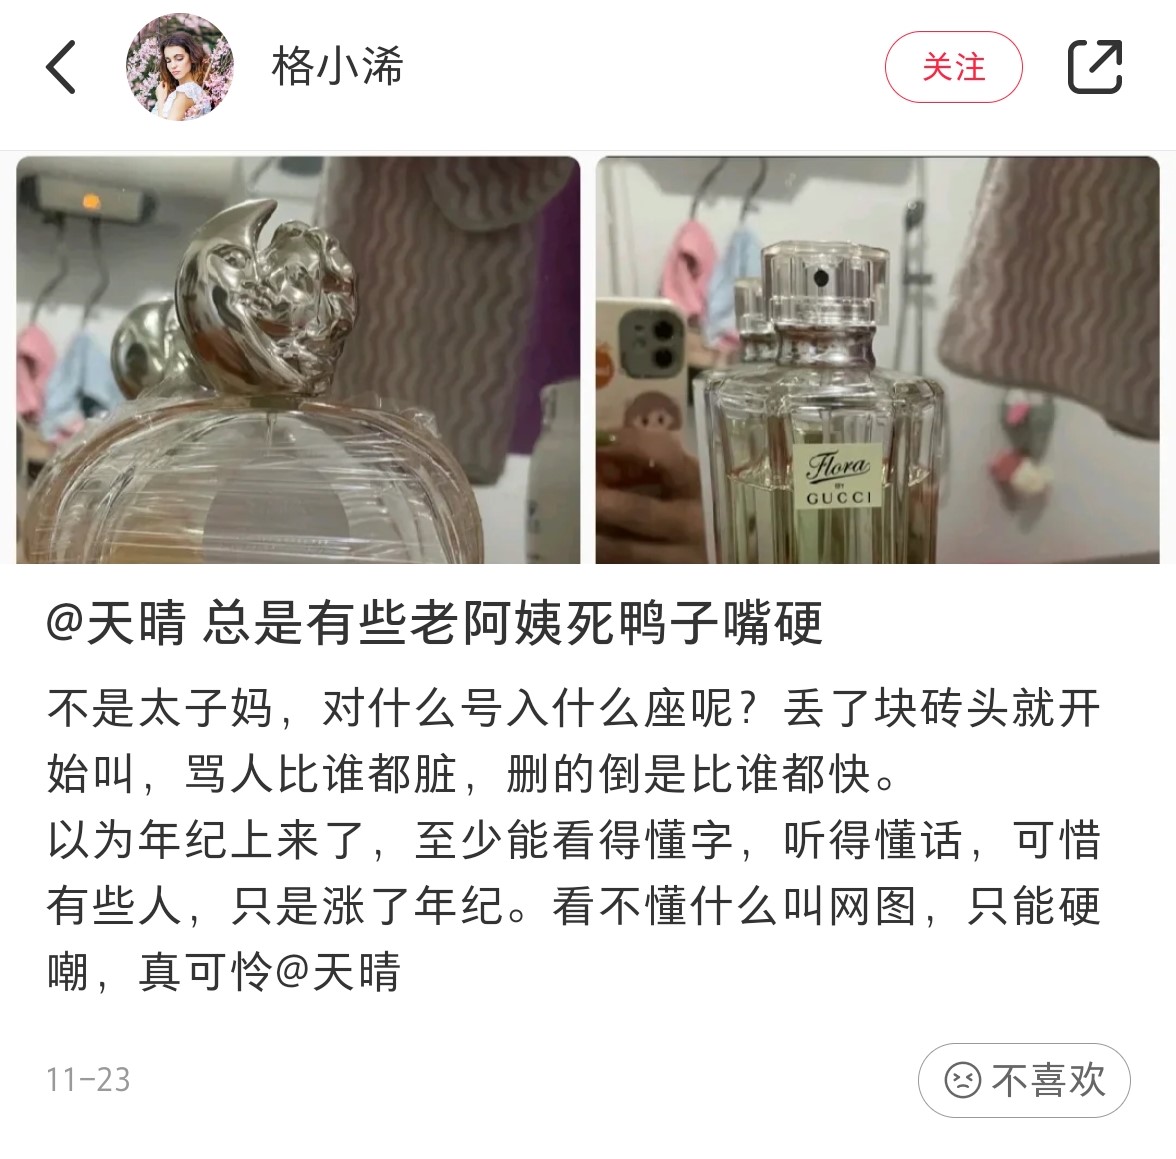 格小浠
关注
Flora
BY
GUCCI
@天晴 总是有些老阿姨死鸭子嘴硬
不是太子妈，对什么号入什么座呢？丢了块砖头就开
始叫，骂人比谁都脏，删的倒是比谁都快。
以为年纪上来了，至少能看得懂字，听得懂话，可惜
有些人，只是涨了年纪。看不懂什么叫网图，只能硬
嘲，真可怜@天晴
11-23
不喜欢